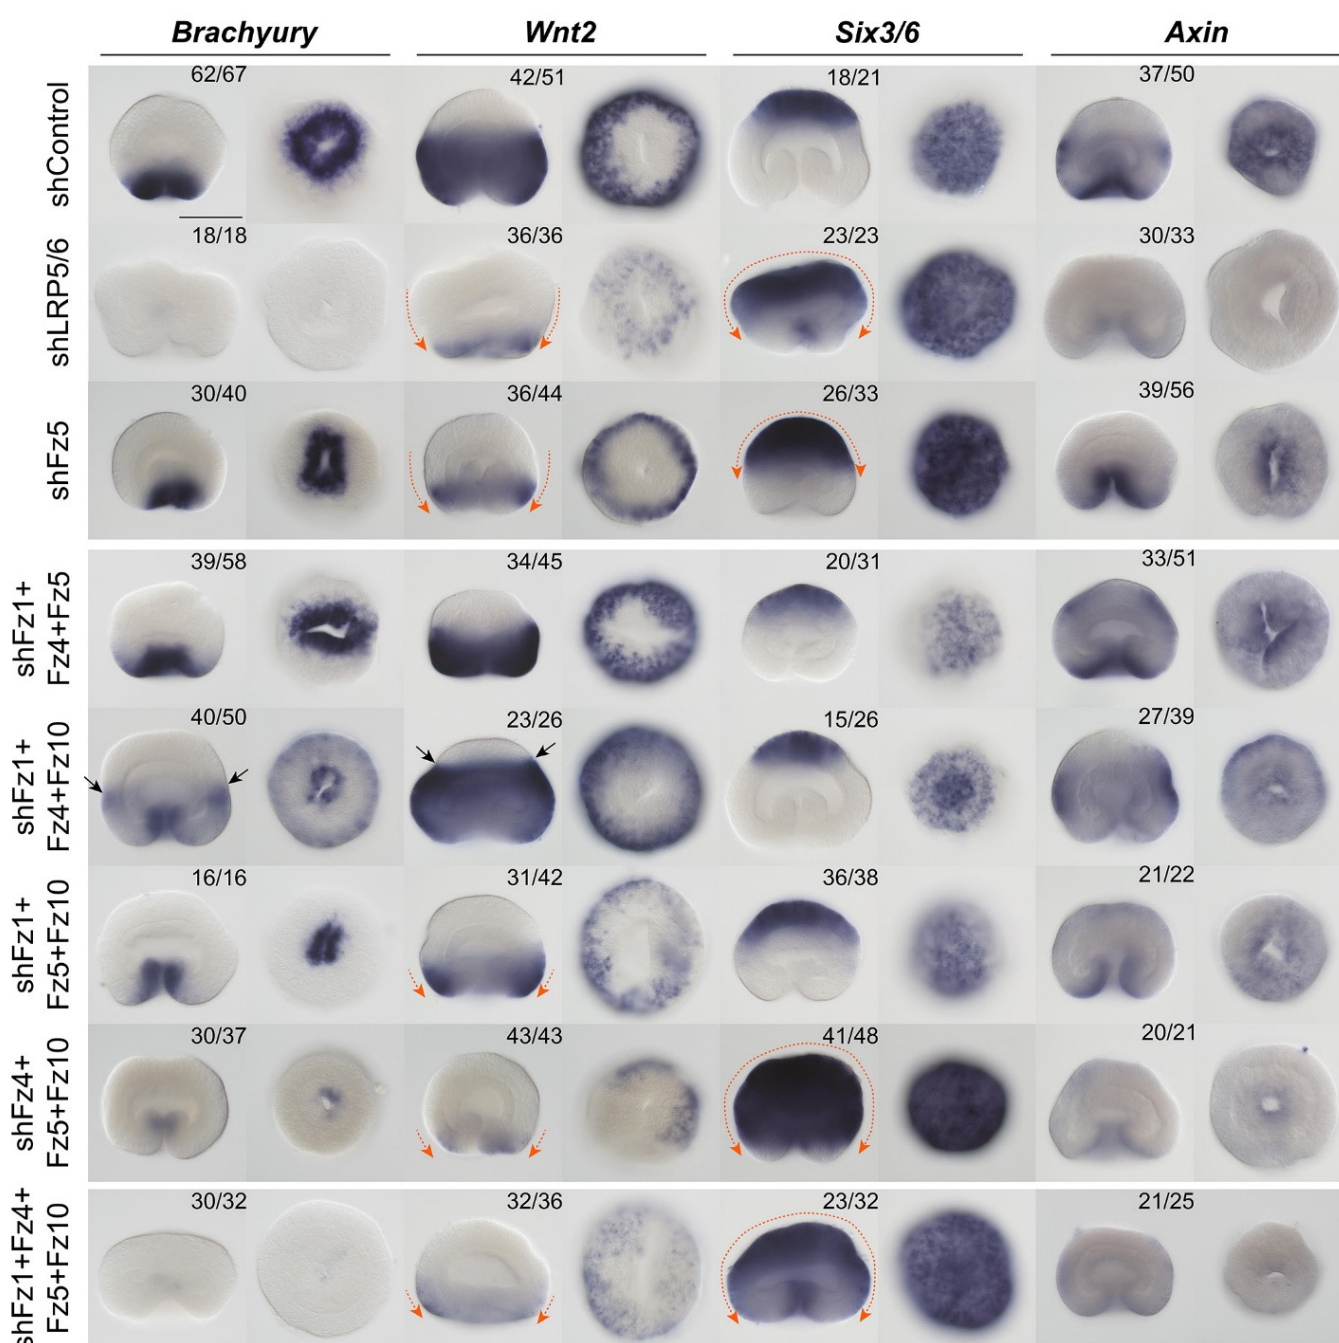 Brachyury Wnt2 Six3/6 Axin
shControl 62/67 42/51 18/21 37/50
shLRP5/6 18/18 36/36 23/23 30/33
shFz5 30/40 36/44 26/33 39/56
shFz1+
Fz4+Fz5 39/58 34/45 20/31 33/51
shFz1+
Fz4+Fz10 40/50 23/26 15/26 27/39
shFz1+
Fz5+Fz10 16/16 31/42 36/38 21/22
shFz4+
Fz5+Fz10 30/37 43/43 41/48 20/21
shFz1+Fz4+
Fz5+Fz10 30/32 32/36 23/32 21/25